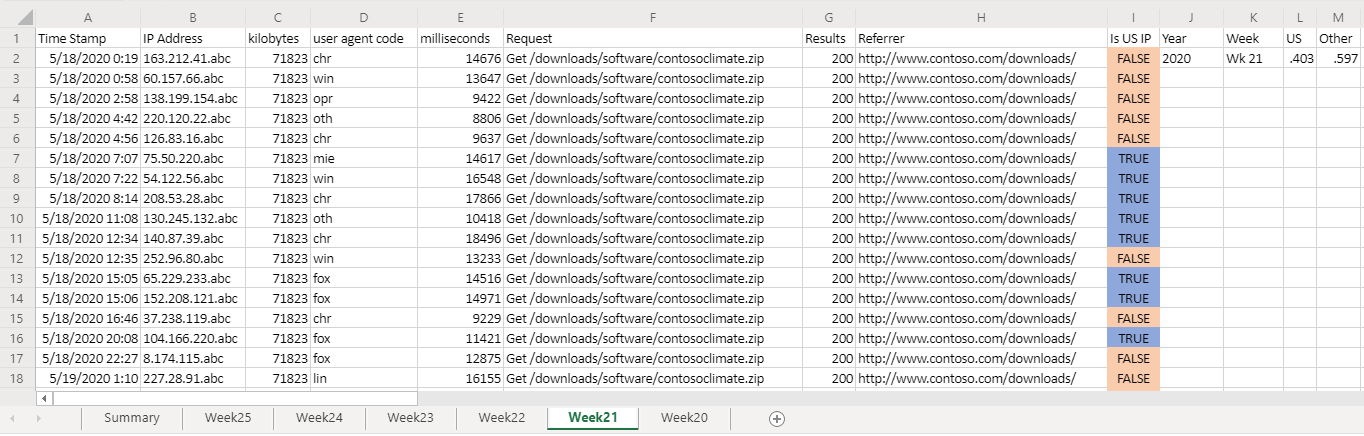 A B C D E F G H I J K L M
1 Time Stamp IP Address kilobytes user agent code milliseconds Request Results Referrer Is US IP Year Week US Other
2 5/18/2020 0:19 163.212.41.abc 71823 chr 14676 Get /downloads/software/contosoclimate.zip 200 http://www.contoso.com/downloads/ FALSE 2020 Wk 21 .403 .597
3 5/18/2020 0:58 60.157.66.abc 71823 win 13647 Get /downloads/software/contosoclimate.zip 200 http://www.contoso.com/downloads/ FALSE
4 5/18/2020 2:58 138.199.154.abc 71823 opr 9422 Get /downloads/software/contosoclimate.zip 200 http://www.contoso.com/downloads/ FALSE
5 5/18/2020 4:42 220.120.22.abc 71823 oth 8806 Get /downloads/software/contosoclimate.zip 200 http://www.contoso.com/downloads/ FALSE
6 5/18/2020 4:56 126.83.16.abc 71823 chr 9637 Get /downloads/software/contosoclimate.zip 200 http://www.contoso.com/downloads/ FALSE
7 5/18/2020 7:07 75.50.220.abc 71823 mie 14617 Get /downloads/software/contosoclimate.zip 200 http://www.contoso.com/downloads/ TRUE
8 5/18/2020 7:22 54.122.56.abc 71823 win 16548 Get /downloads/software/contosoclimate.zip 200 http://www.contoso.com/downloads/ TRUE
9 5/18/2020 8:14 208.53.28.abc 71823 chr 17866 Get /downloads/software/contosoclimate.zip 200 http://www.contoso.com/downloads/ TRUE
10 5/18/2020 11:08 130.245.132.abc 71823 oth 10418 Get /downloads/software/contosoclimate.zip 200 http://www.contoso.com/downloads/ TRUE
11 5/18/2020 12:34 140.87.39.abc 71823 chr 18496 Get /downloads/software/contosoclimate.zip 200 http://www.contoso.com/downloads/ TRUE
12 5/18/2020 12:35 252.96.80.abc 71823 win 13233 Get /downloads/software/contosoclimate.zip 200 http://www.contoso.com/downloads/ FALSE
13 5/18/2020 15:05 65.229.233.abc 71823 fox 14516 Get /downloads/software/contosoclimate.zip 200 http://www.contoso.com/downloads/ TRUE
14 5/18/2020 15:06 152.208.121.abc 71823 fox 14971 Get /downloads/software/contosoclimate.zip 200 http://www.contoso.com/downloads/ TRUE
15 5/18/2020 16:46 37.238.119.abc 71823 chr 9229 Get /downloads/software/contosoclimate.zip 200 http://www.contoso.com/downloads/ FALSE
16 5/18/2020 20:08 104.166.220.abc 71823 fox 11421 Get /downloads/software/contosoclimate.zip 200 http://www.contoso.com/downloads/ TRUE
17 5/18/2020 22:27 8.174.115.abc 71823 fox 12875 Get /downloads/software/contosoclimate.zip 200 http://www.contoso.com/downloads/ FALSE
18 5/19/2020 1:10 227.28.91.abc 71823 lin 16155 Get /downloads/software/contosoclimate.zip 200 http://www.contoso.com/downloads/ FALSE
Summary Week25 Week24 Week23 Week22 Week21 Week20